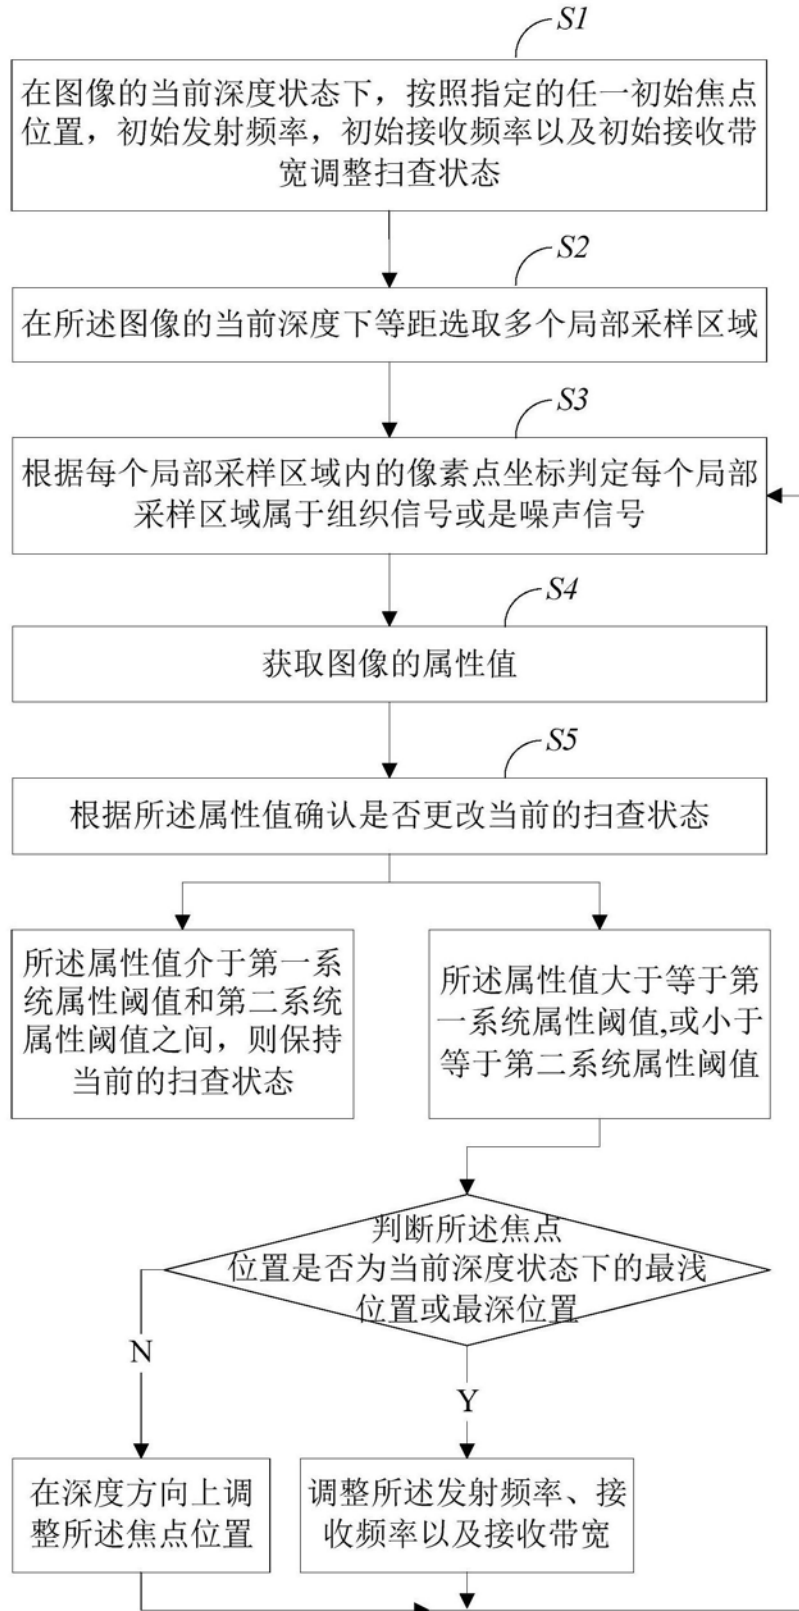 S1
在图像的当前深度状态下，按照指定的任一初始焦点
位置，初始发射频率，初始接收频率以及初始接收带
宽调整扫查状态
S2
在所述图像的当前深度下等距选取多个局部采样区域
S3
根据每个局部采样区域内的像素点坐标判定每个局部
采样区域属于组织信号或是噪声信号
S4
获取图像的属性值
S5
根据所述属性值确认是否更改当前的扫查状态
所述属性值介于第一系
统属性阈值和第二系统
属性阈值之间，则保持
当前的扫查状态
所述属性值大于等于第
一系统属性阈值,或小于
等于第二系统属性阈值
判断所述焦点
位置是否为当前深度状态下的最浅
位置或最深位置
N
Y
在深度方向上调
整所述焦点位置
调整所述发射频率、接
收频率以及接收带宽